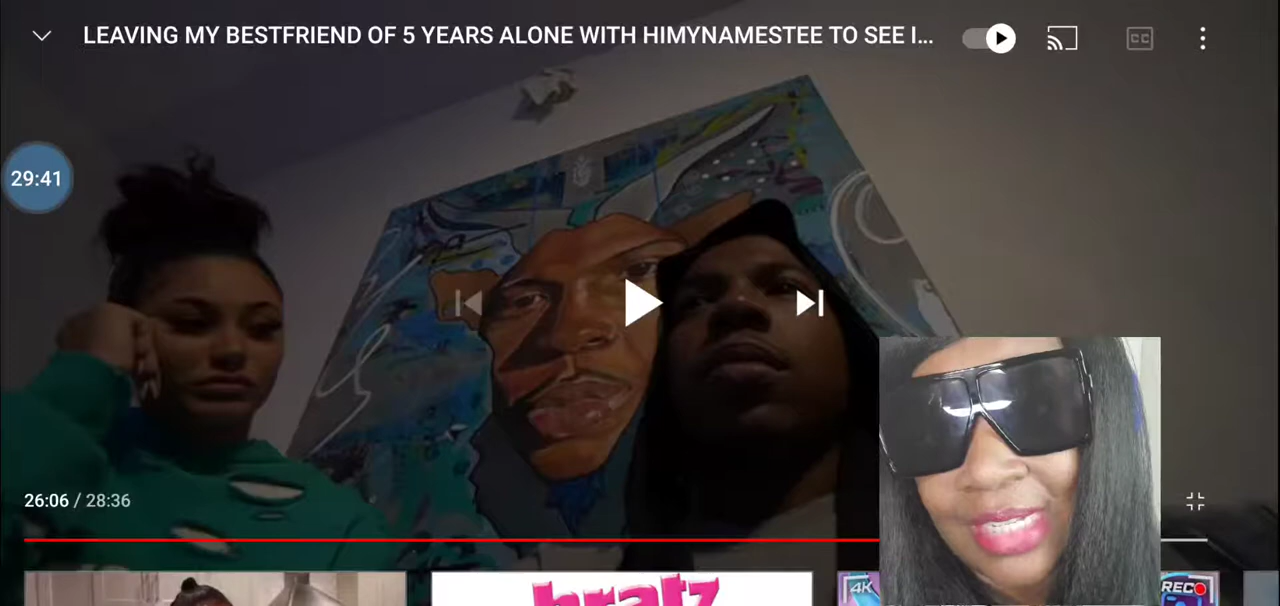 LEAVING MY BESTFRIEND OF 5 YEARS ALONE WITH HIMYNAMESTEE TO SEE I...
CC
29:41
26:06 / 28:36
bratz
4K
REC